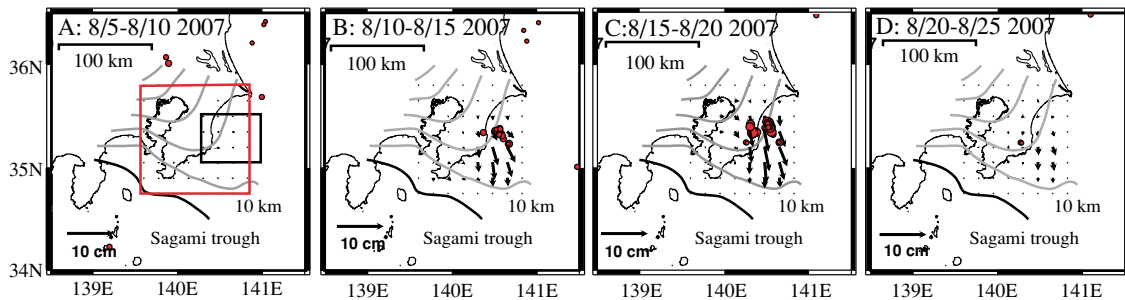 A: 8/5-8/10 2007
B: 8/10-8/15 2007
C:8/15-8/20 2007
D: 8/20-8/25 2007
100 km
100 km
100 km
100 km
36N
35N
34N
10 km
10 km
10 km
10 km
10 cm
10 cm
10 cm
10 cm
Sagami trough
Sagami trough
Sagami trough
Sagami trough
139E 140E 141E
139E 140E 141E
139E 140E 141E
139E 140E 141E